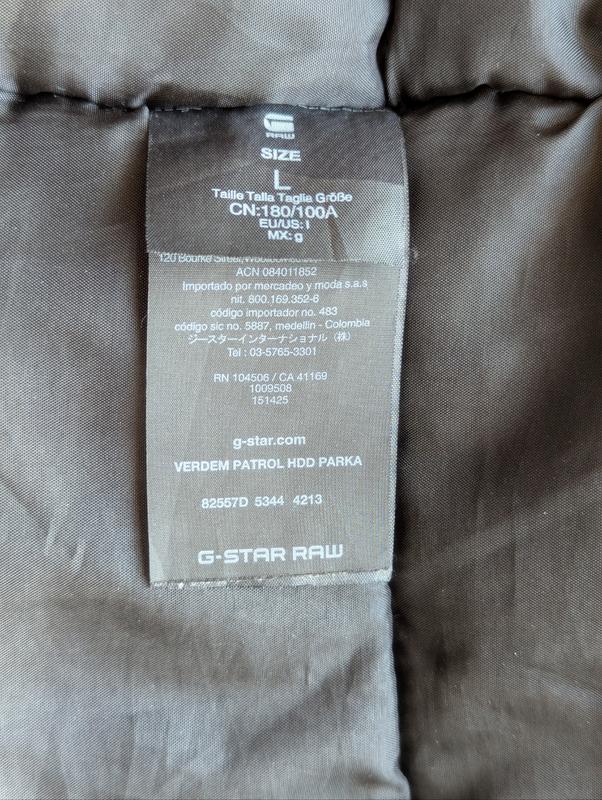 RAW
SIZE
L
Taille Talla Taglia Größe
CN:180/100A
EU/US:l
MX: g
120 Bourke Street,
ACN 084011852
Importado por mercadeo y moda s.a.s
nit. 800.169.352-6
código importador no. 483
código sic no. 5887, medellin - Colombia
ジースターインターナショナル（株）
Tel : 03-5765-3301
RN 104506 / CA 41169
1009508
151425
g-star.com
VERDEM PATROL HDD PARKA
82557D 5344 4213
G-STAR RAW